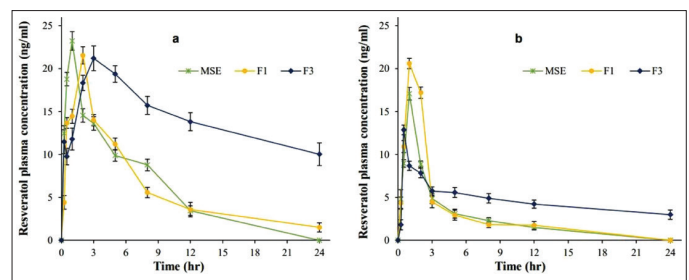 Resveratol plasma concentration (ng/ml)
25
20
15
10
5
0
a
MSE F1 F3
0 3 6 9 12 15 18 21 24
Time (hr)
Resveratol plasma concentration (ng/ml)
25
20
15
10
5
0
b
MSE F1 F3
0 3 6 9 12 15 18 21 24
Time (hr)